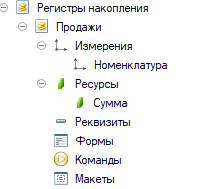 Регистры накопления
Продажи
Измерения
Номенклатура
Ресурсы
Сумма
Реквизиты
Формы
Команды
Макеты